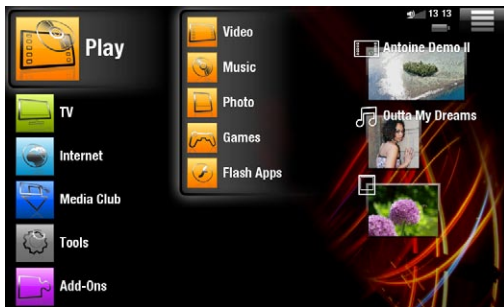 13 13
Play
TV
Internet
Media Club
Tools
Add-Ons
Video
Music
Photo
Games
Flash Apps
Antoine Demo II
Outta My Dreams